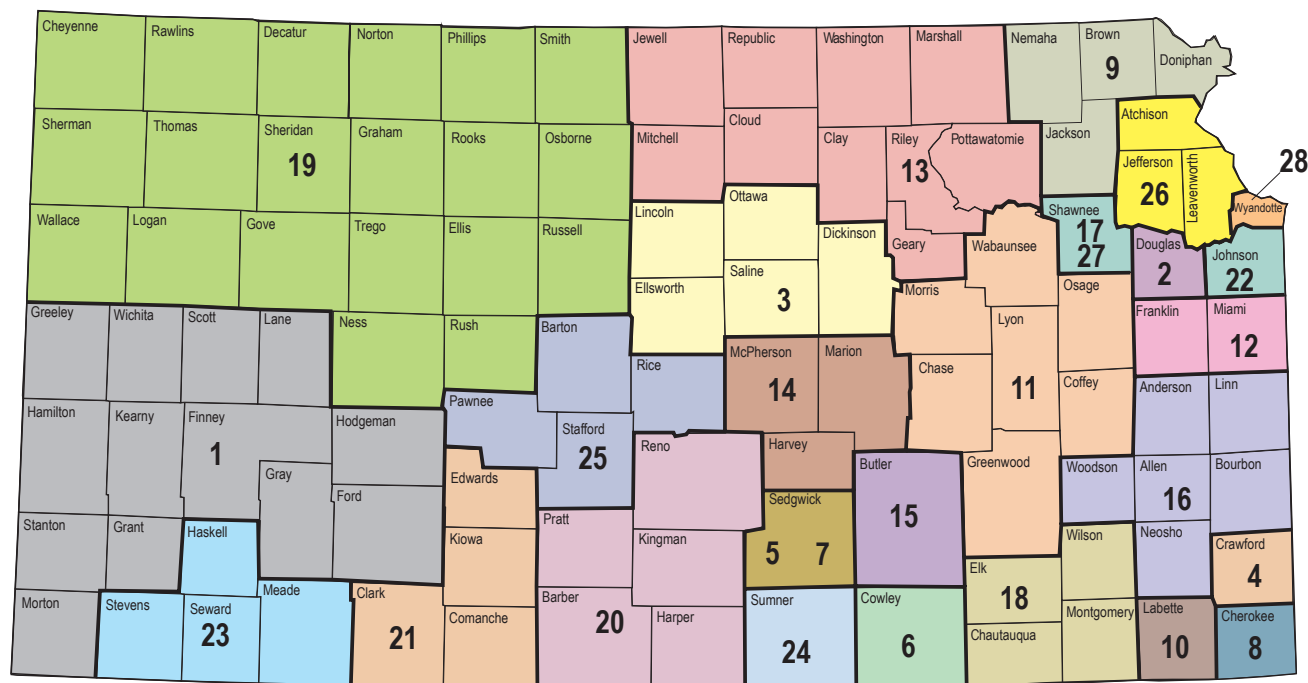 Cheyenne
Rawlins
Decatur
Norton
Phillips
Smith
Jewell
Republic
Washington
Marshall
Nemaha
Brown
9
Doniphan
Sherman
Thomas
Sheridan
19
Graham
Rooks
Osborne
Mitchell
Cloud
Clay
Riley
13
Pottawatomie
Jackson
Atchison
Jefferson
26
Leavenworth
28
Wyandotte
Wallace
Logan
Gove
Trego
Ellis
Russell
Lincoln
Ottawa
Dickinson
Saline
3
Ellsworth
Geary
Wabaunsee
Shawnee
17
27
Douglas
2
Johnson
22
Greeley
Wichita
Scott
Lane
Ness
Rush
Barton
Rice
McPherson
14
Marion
Morris
Chase
Lyon
11
Osage
Coffey
Franklin
Miami
12
Hamilton
Kearny
Finney
1
Hodgeman
Pawnee
Stafford
25
Reno
Harvey
Butler
15
Greenwood
Woodson
Anderson
Linn
Allen
16
Bourbon
Gray
Ford
Edwards
Sedgwick
5 7
Stanton
Grant
Haskell
Kiowa
Pratt
Kingman
Elk
18
Wilson
Neosho
Crawford
4
Morton
Stevens
Seward
23
Meade
Clark
21
Comanche
Barber
20
Harper
Sumner
24
Cowley
6
Chautauqua
Montgomery
Labette
10
Cherokee
8